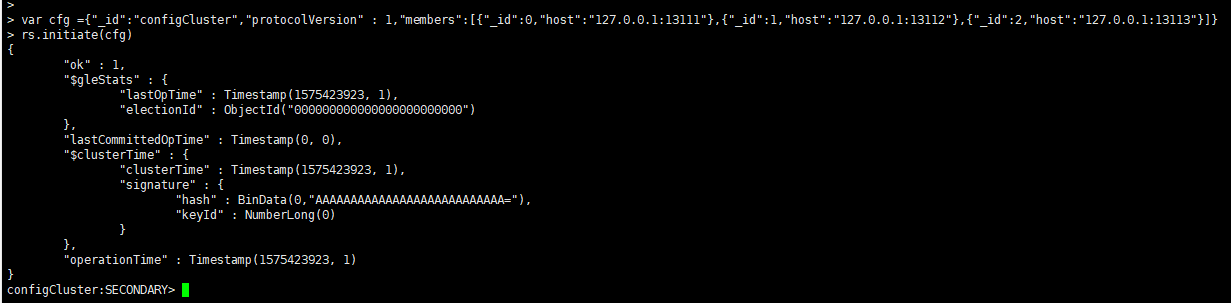 >
> var cfg ={"_id":"configCluster","protocolVersion" : 1,"members":[{"_id":0,"host":"127.0.0.1:13111"},{"_id":1,"host":"127.0.0.1:13112"},{"_id":2,"host":"127.0.0.1:13113"}]}
> rs.initiate(cfg)
{
        "ok" : 1,
        "$gleStats" : {
                "lastOpTime" : Timestamp(1575423923, 1),
                "electionId" : ObjectId("000000000000000000000000")
        },
        "lastCommittedOpTime" : Timestamp(0, 0),
        "$clusterTime" : {
                "clusterTime" : Timestamp(1575423923, 1),
                "signature" : {
                        "hash" : BinData(0,"AAAAAAAAAAAAAAAAAAAAAAAAAAA="),
                        "keyId" : NumberLong(0)
                }
        },
        "operationTime" : Timestamp(1575423923, 1)
}
configCluster:SECONDARY>